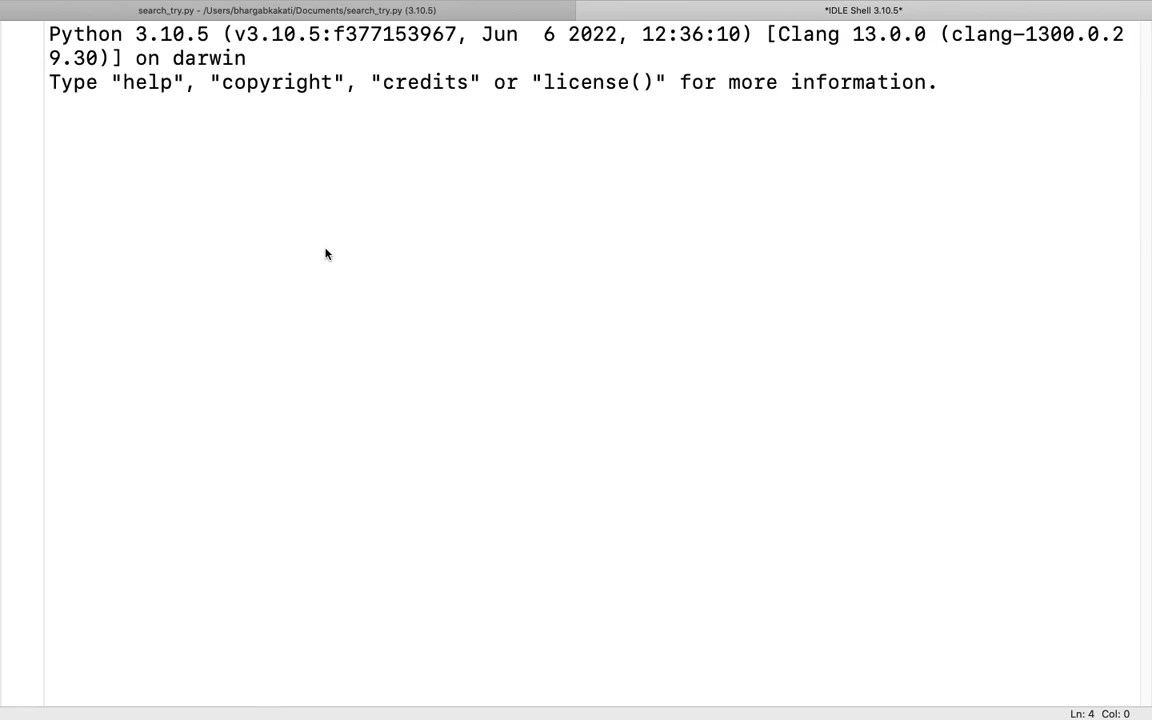 search_try.py - /Users/bhargabkakati/Documents/search_try.py (3.10.5)
*IDLE Shell 3.10.5*
Python 3.10.5 (v3.10.5:f377153967, Jun  6 2022, 12:36:10) [Clang 13.0.0 (clang-1300.0.2
9.30)] on darwin
Type "help", "copyright", "credits" or "license()" for more information.
Ln: 4 Col: 0